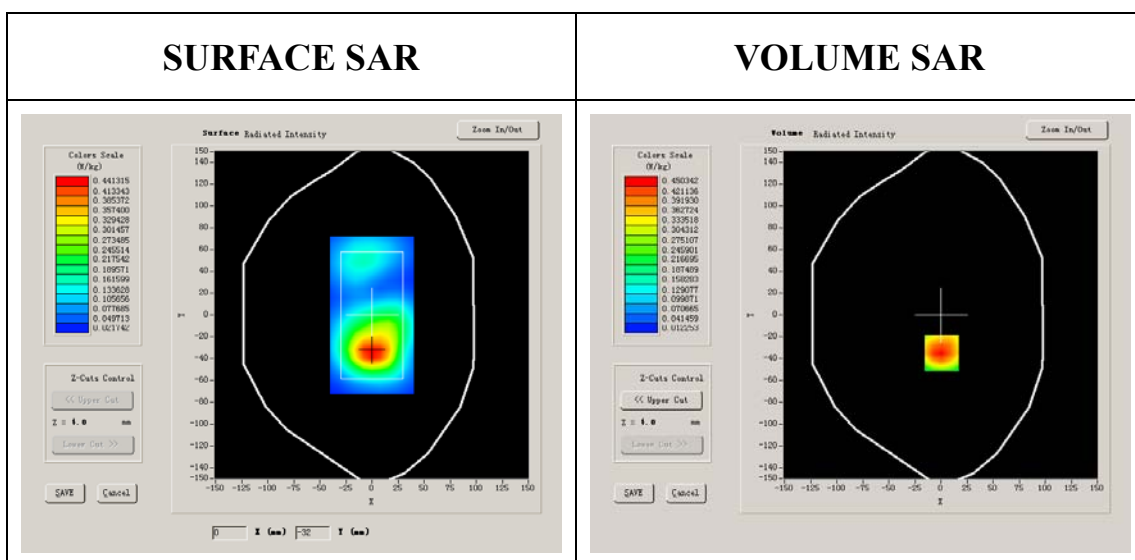 SURFACE SAR
VOLUME SAR
Surface Radiated Intensity
Zoom In/Out
Colors Scale
(W/kg)
0.441315
0.413343
0.385372
0.357400
0.329428
0.301457
0.273485
0.245514
0.217542
0.189571
0.161599
0.133628
0.105656
0.077685
0.049713
0.021742
150
140
120
100
80
60
40
20
0
-20
-40
-60
-80
-100
-120
-140
-150
Y
-150 -125 -100 -75 -50 -25 0 25 50 75 100 125 150
X
Z-Cuts Control
<< Upper Cut
Z = 4.0 mm
Lower Cut >>
SAVE Cancel
0 X (mm) -32 Y (mm)
Volume Radiated Intensity
Zoom In/Out
Colors Scale
(W/kg)
0.450342
0.421136
0.391930
0.362724
0.333518
0.304312
0.275107
0.245901
0.216695
0.187489
0.158283
0.129077
0.099871
0.070665
0.041459
0.012253
150
140
120
100
80
60
40
20
0
-20
-40
-60
-80
-100
-120
-140
-150
Y
-150 -125 -100 -75 -50 -25 0 25 50 75 100 125 150
X
Z-Cuts Control
<< Upper Cut
Z = 4.0 mm
Lower Cut >>
SAVE Cancel